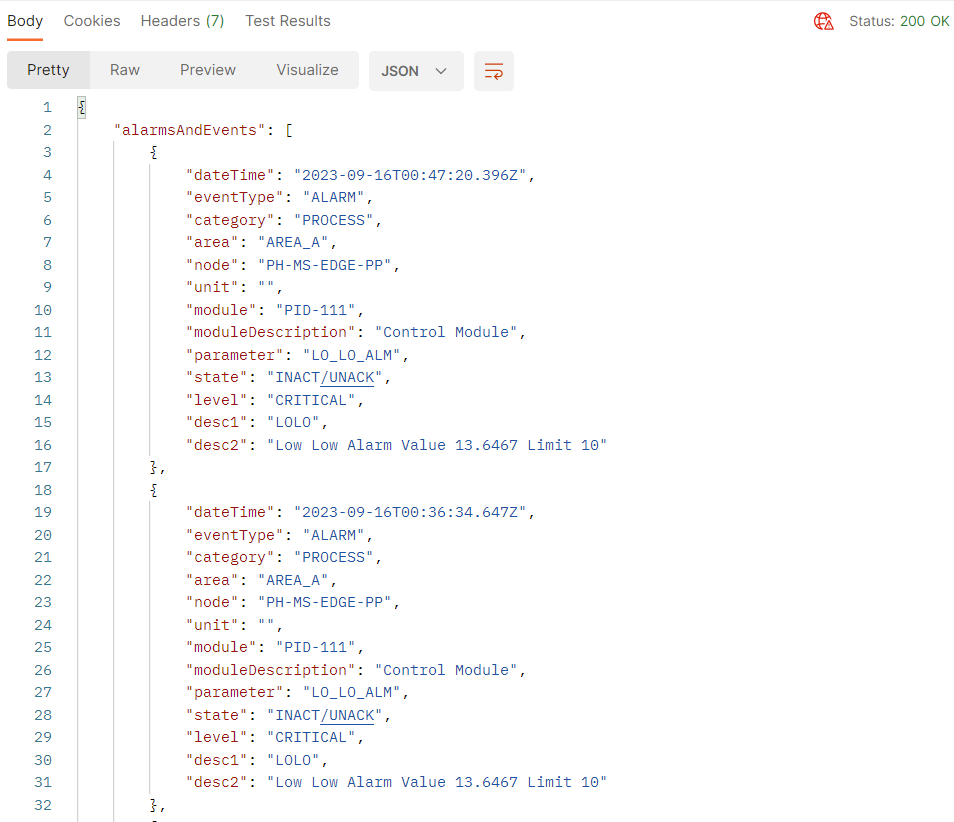 Body Cookies Headers (7) Test Results Status: 200 OK
Pretty Raw Preview Visualize JSON
1 {
2 "alarmsAndEvents": [
3 {
4 "dateTime": "2023-09-16T00:47:20.396Z",
5 "eventType": "ALARM",
6 "category": "PROCESS",
7 "area": "AREA_A",
8 "node": "PH-MS-EDGE-PP",
9 "unit": "",
10 "module": "PID-111",
11 "moduleDescription": "Control Module",
12 "parameter": "LO_LO_ALM",
13 "state": "INACT/UNACK",
14 "level": "CRITICAL",
15 "desc1": "LOLO",
16 "desc2": "Low Low Alarm Value 13.6467 Limit 10"
17 },
18 {
19 "dateTime": "2023-09-16T00:36:34.647Z",
20 "eventType": "ALARM",
21 "category": "PROCESS",
22 "area": "AREA_A",
23 "node": "PH-MS-EDGE-PP",
24 "unit": "",
25 "module": "PID-111",
26 "moduleDescription": "Control Module",
27 "parameter": "LO_LO_ALM",
28 "state": "INACT/UNACK",
29 "level": "CRITICAL",
30 "desc1": "LOLO",
31 "desc2": "Low Low Alarm Value 13.6467 Limit 10"
32 },